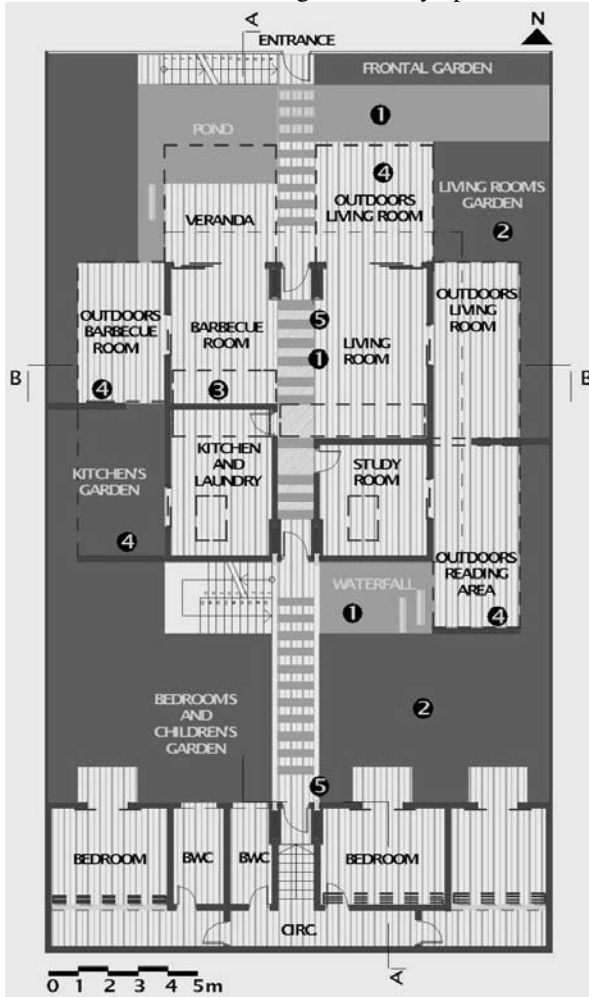 A
N
ENTRANCE
FRONTAL GARDEN
1
POND
4
OUTDOORS
LIVING ROOM
LIVING ROOM'S
GARDEN
2
VERANDA
OUTDOORS
BARBECUE
ROOM
4
BARBECUE
ROOM
3
5
1
LIVING
ROOM
OUTDOORS
LIVING
ROOM
B
B
KITCHEN'S
GARDEN
4
KITCHEN
AND
LAUNDRY
STUDY
ROOM
OUTDOORS
READING
AREA
4
WATERFALL
1
BEDROOM'S
AND
CHILDREN'S
GARDEN
2
5
BEDROOM
BWC
BWC
BEDROOM
CIRC.
A
0 1 2 3 4 5m